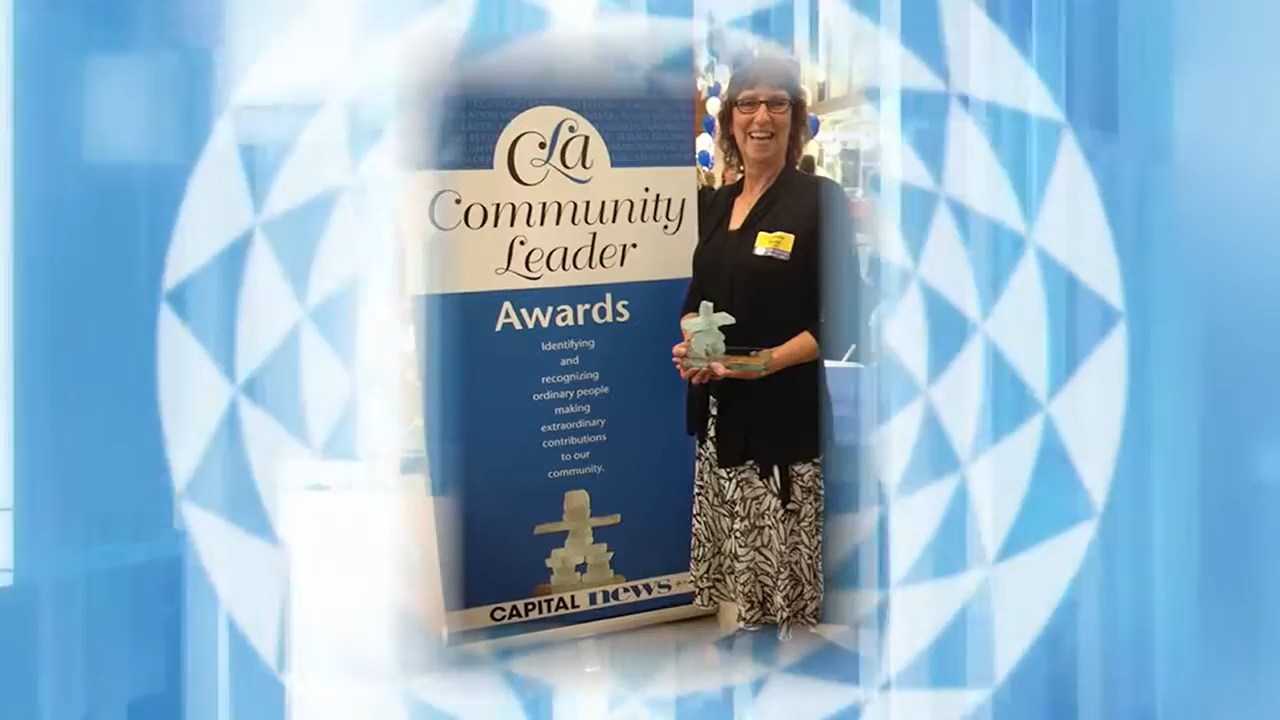 CLa
Community
Leader
Awards
Identifying
and
recognizing
ordinary people
making
extraordinary
contributions
to our
community.
CAPITAL news